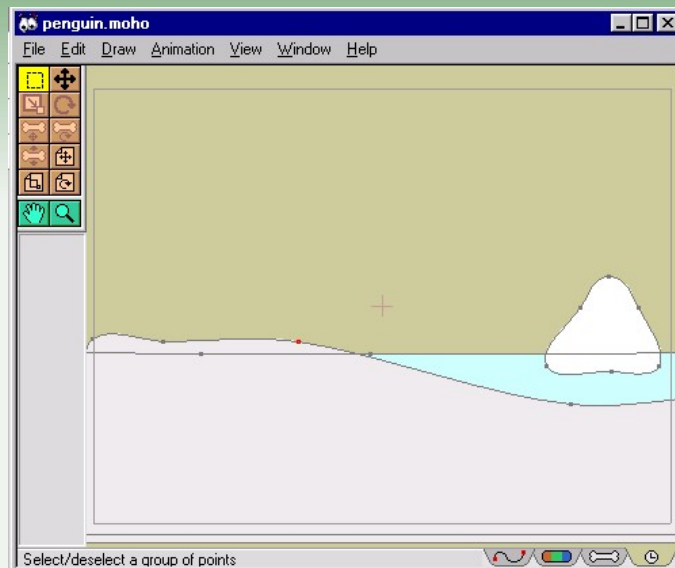 penguin.moho
File Edit Draw Animation View Window Help
Select/deselect a group of points